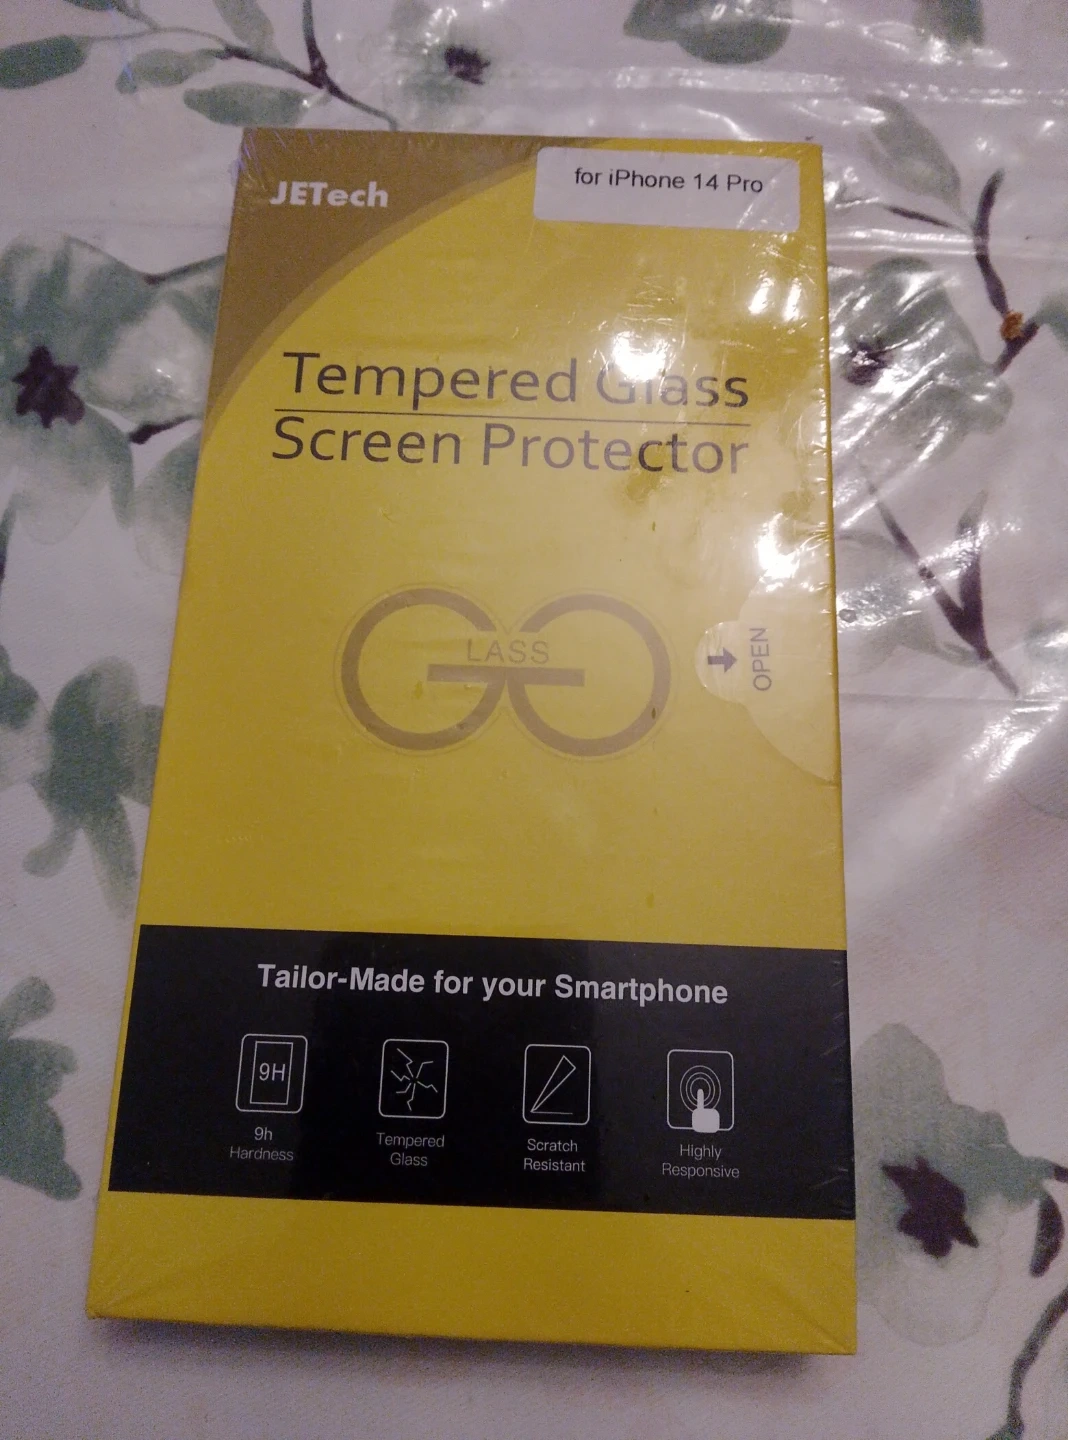 JETech
for iPhone 14 Pro
Tempered Glass
Screen Protector
GLASS
OPEN
Tailor-Made for your Smartphone
9H
9h
Hardness
Tempered
Glass
Scratch
Resistant
Highly
Responsive